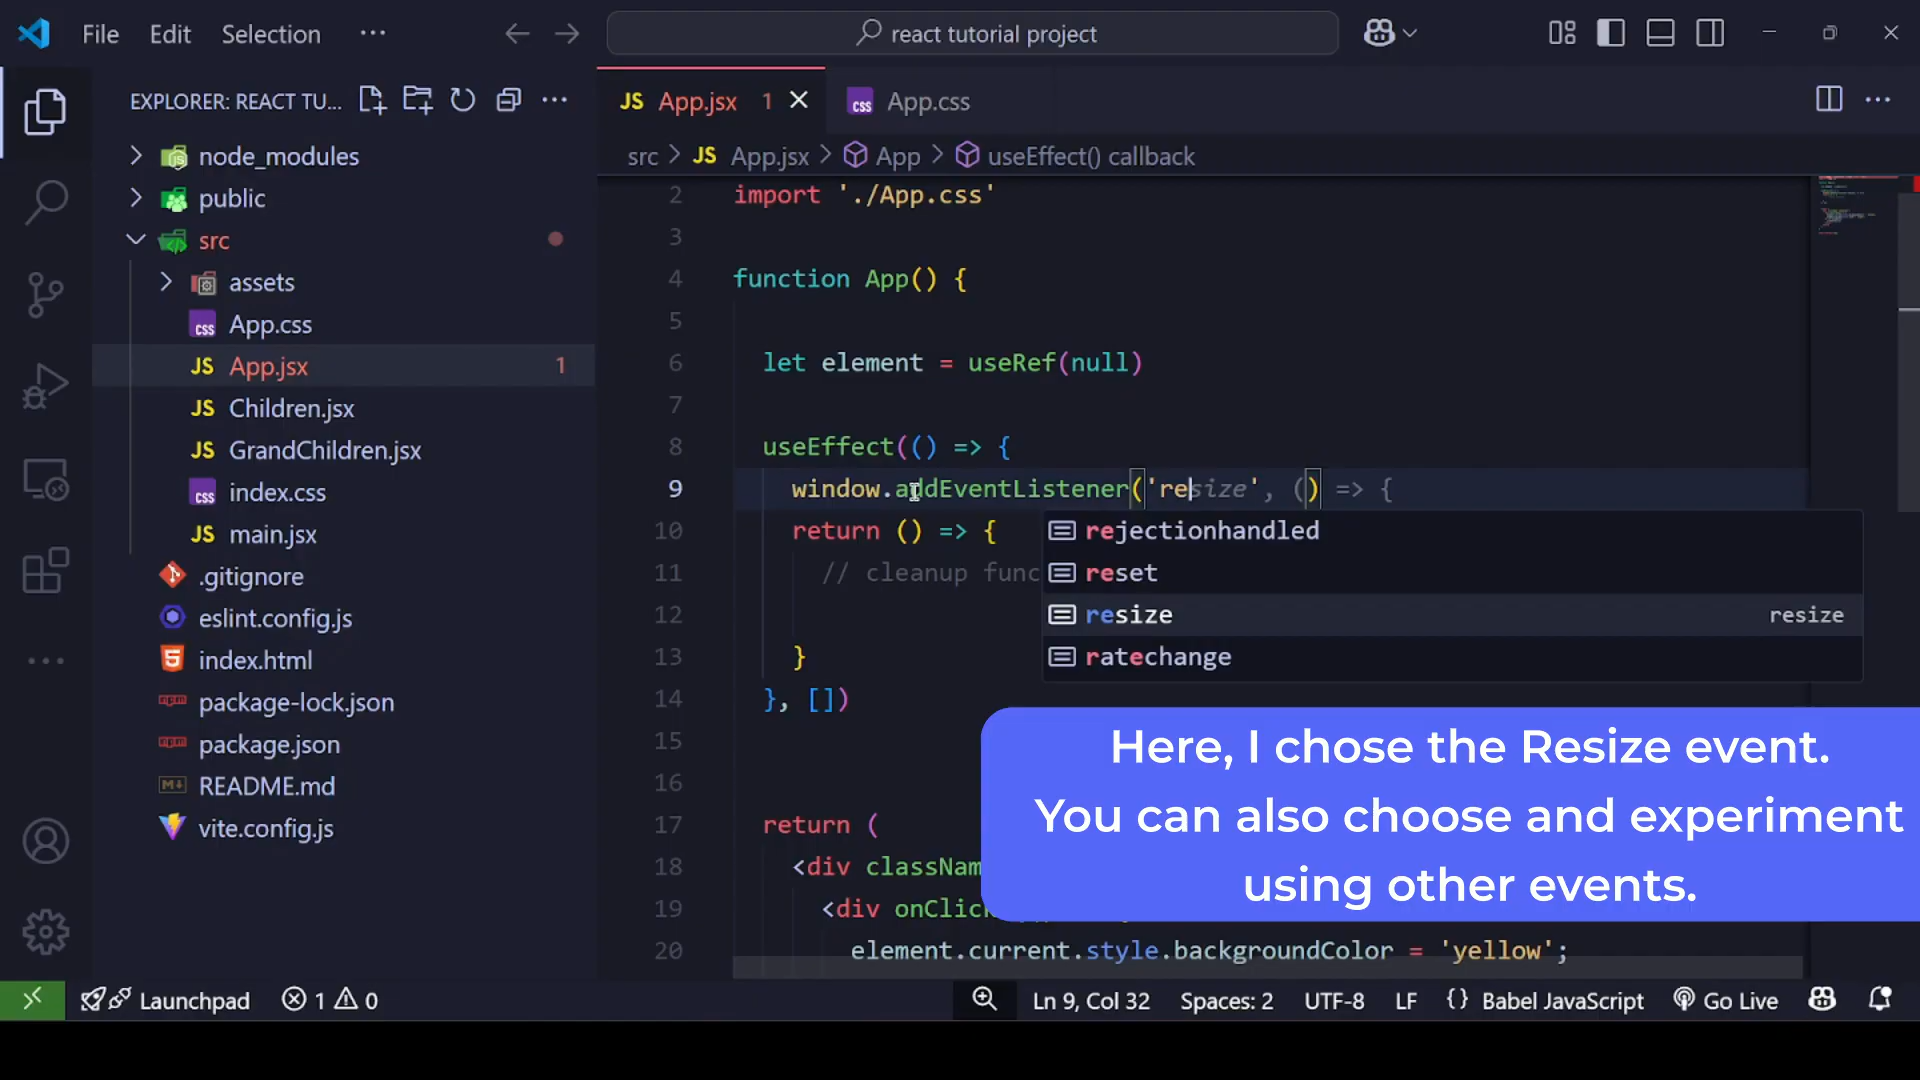 File Edit Selection ··· react tutorial project
EXPLORER: REACT TU... ···
node_modules
public
src
assets
App.css
App.jsx 1
Children.jsx
GrandChildren.jsx
index.css
main.jsx
.gitignore
eslint.config.js
index.html
package-lock.json
package.json
README.md
vite.config.js
JS App.jsx 1 App.css
src > JS App.jsx > App > useEffect() callback
2 import './App.css'
3
4 function App() {
5
6 let element = useRef(null)
7
8 useEffect(() => {
9 window.addEventListener('resize', () => {
10 return () => {
11 // cleanup func
12
13 }
14 }, [])
15
16
17 return (
18 <div classNam
19 <div onClick
20 element.current.style.backgroundColor = 'yellow';
rejectionhandled
reset
resize resize
ratechange
Here, I chose the Resize event.
You can also choose and experiment
using other events.
Launchpad 1 0 Ln 9, Col 32 Spaces: 2 UTF-8 LF {} Babel JavaScript Go Live